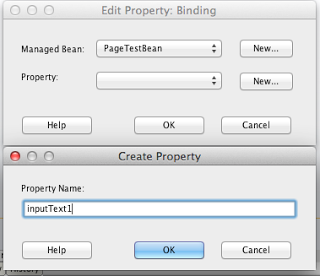 Edit Property: Binding
Managed Bean: PageTestBean New...
Property: New...
Help OK Cancel
Create Property
Property Name:
inputText1
Help OK Cancel
History